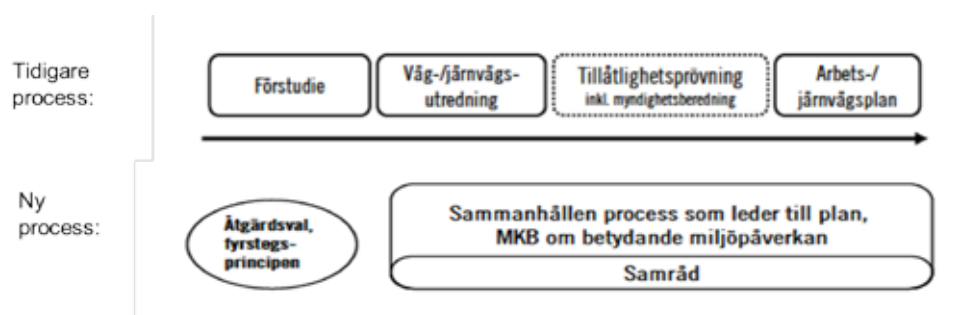 Tidigare
process:
Förstudie
Väg-/järnvägs-
utredning
Tillåtlighetsprövning
inkl. myndighetsberedning
Arbets-/
järnvägsplan
Ny
process:
Åtgärdsval,
fyrstegs-
principen
Sammanhållen process som leder till plan,
MKB om betydande miljöpåverkan
Samråd